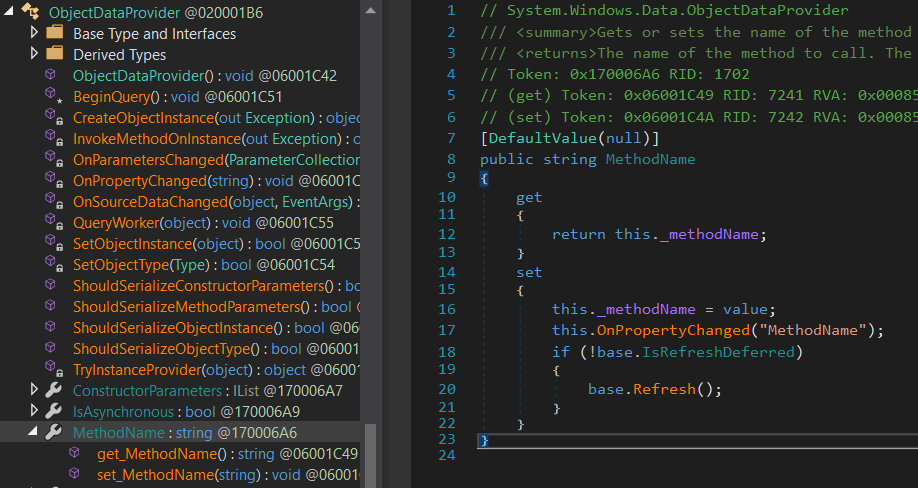 ObjectDataProvider @020001B6
Base Type and Interfaces
Derived Types
ObjectDataProvider() : void @06001C42
BeginQuery() : void @06001C51
CreateObjectInstance(out Exception) : objec
InvokeMethodOnInstance(out Exception) : o
OnParametersChanged(ParameterCollection
OnPropertyChanged(string) : void @06001C
OnSourceDataChanged(object, EventArgs) :
QueryWorker(object) : void @06001C55
SetObjectInstance(object) : bool @06001C5
SetObjectType(Type) : bool @06001C54
ShouldSerializeConstructorParameters() : bo
ShouldSerializeMethodParameters() : bool
ShouldSerializeObjectInstance() : bool @06
ShouldSerializeObjectType() : bool @06001
TryInstanceProvider(object) : object @0600
ConstructorParameters : IList @170006A7
IsAsynchronous : bool @170006A9
MethodName : string @170006A6
get_MethodName() : string @06001C49
set_MethodName(string) : void @06001
1 // System.Windows.Data.ObjectDataProvider
2 /// <summary>Gets or sets the name of the method
3 /// <returns>The name of the method to call. The
4 // Token: 0x170006A6 RID: 1702
5 // (get) Token: 0x06001C49 RID: 7241 RVA: 0x00085
6 // (set) Token: 0x06001C4A RID: 7242 RVA: 0x00085
7 [DefaultValue(null)]
8 public string MethodName
9 {
10 get
11 {
12 return this._methodName;
13 }
14 set
15 {
16 this._methodName = value;
17 this.OnPropertyChanged("MethodName");
18 if (!base.IsRefreshDeferred)
19 {
20 base.Refresh();
21 }
22 }
23 }
24